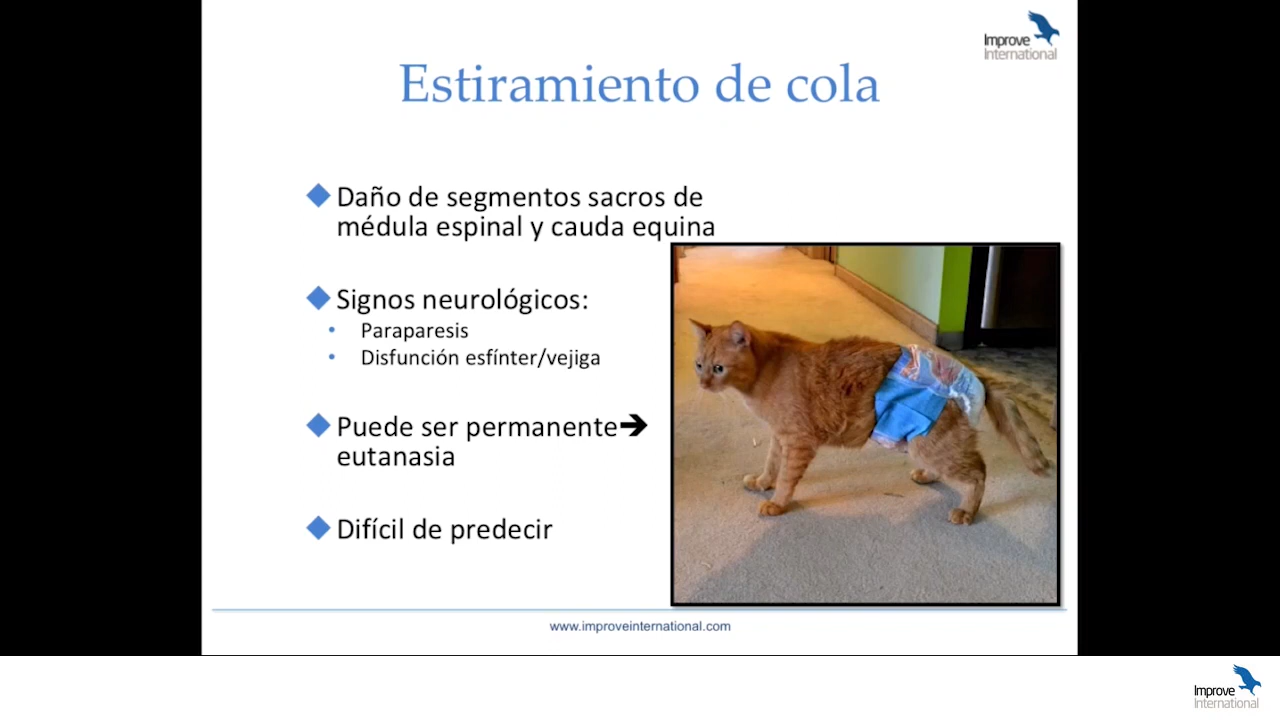 Improve
International
Estiramiento de cola
Daño de segmentos sacros de
médula espinal y cauda equina
Signos neurológicos:
• Paraparesis
• Disfunción esfínter/vejiga
Puede ser permanente➔
eutanasia
Difícil de predecir
www.improveinternational.com
Improve
International